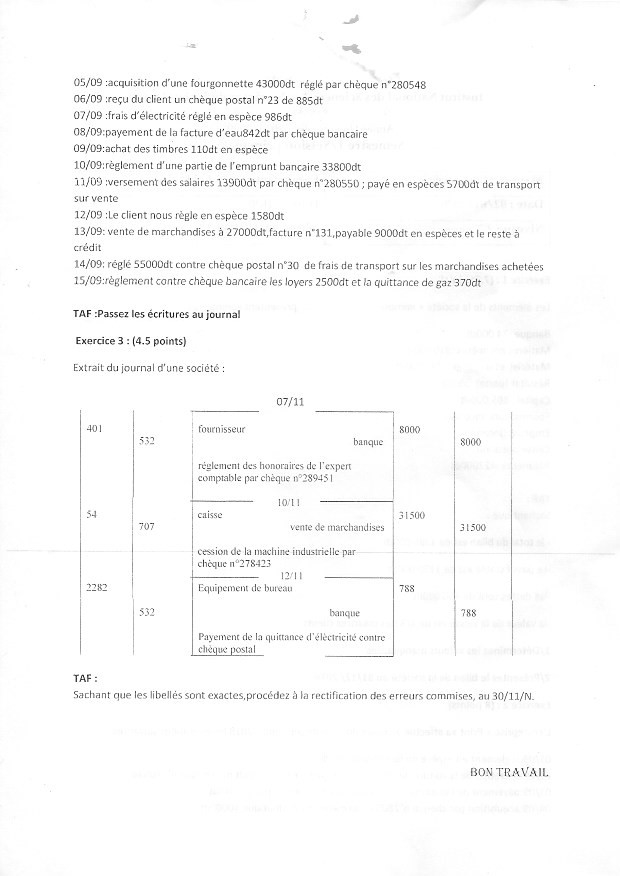 05/09 :acquisition d'une fourgonnette 43000dt réglé par chèque n°280548
06/09 :reçu du client un chèque postal n°23 de 885dt
07/09 :frais d'électricité réglé en espèce 986dt
08/09:payement de la facture d'eau842dt par chèque bancaire
09/09:achat des timbres 110dt en espèce
10/09:règlement d'une partie de l'emprunt bancaire 33800dt
11/09 :versement des salaires 13900dt par chèque n°280550 ; payé en espèces 5700dt de transport
sur vente
12/09 :Le client nous règle en espèce 1580dt
13/09: vente de marchandises à 27000dt,facture n°131,payable 9000dt en espèces et le reste à
crédit
14/09: réglé 55000dt contre chèque postal n°30 de frais de transport sur les marchandises achetées
15/09:règlement contre chèque bancaire les loyers 2500dt et la quittance de gaz 370dt
TAF :Passez les écritures au journal
Exercice 3 : (4.5 points)
Extrait du journal d'une société :
07/11
401 fournisseur 8000
532 banque 8000
réglement des honoraires de l'expert
comptable par chèque n°289451
10/11
54 caisse 31500
707 vente de marchandises 31500
cession de la machine industrielle par
chèque n°278423
12/11
2282 Equipement de bureau 788
532 banque 788
Payement de la quittance d'élèctricité contre
chèque postal
TAF :
Sachant que les libellés sont exactes,procédez à la rectification des erreurs commises, au 30/11/N.
BON TRAVAIL